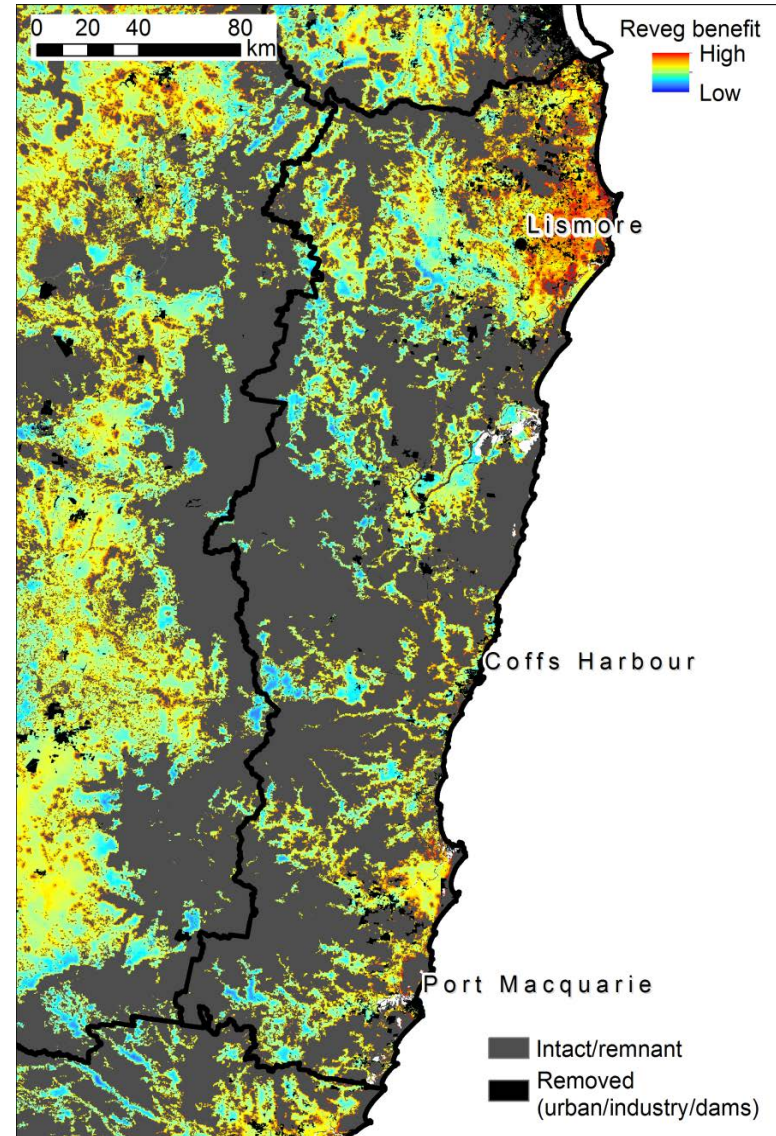 0 20 40 80
km
Reveg benefit
High
Low
Lismore
Coffs Harbour
Port Macquarie
Intact/remnant
Removed
(urban/industry/dams)